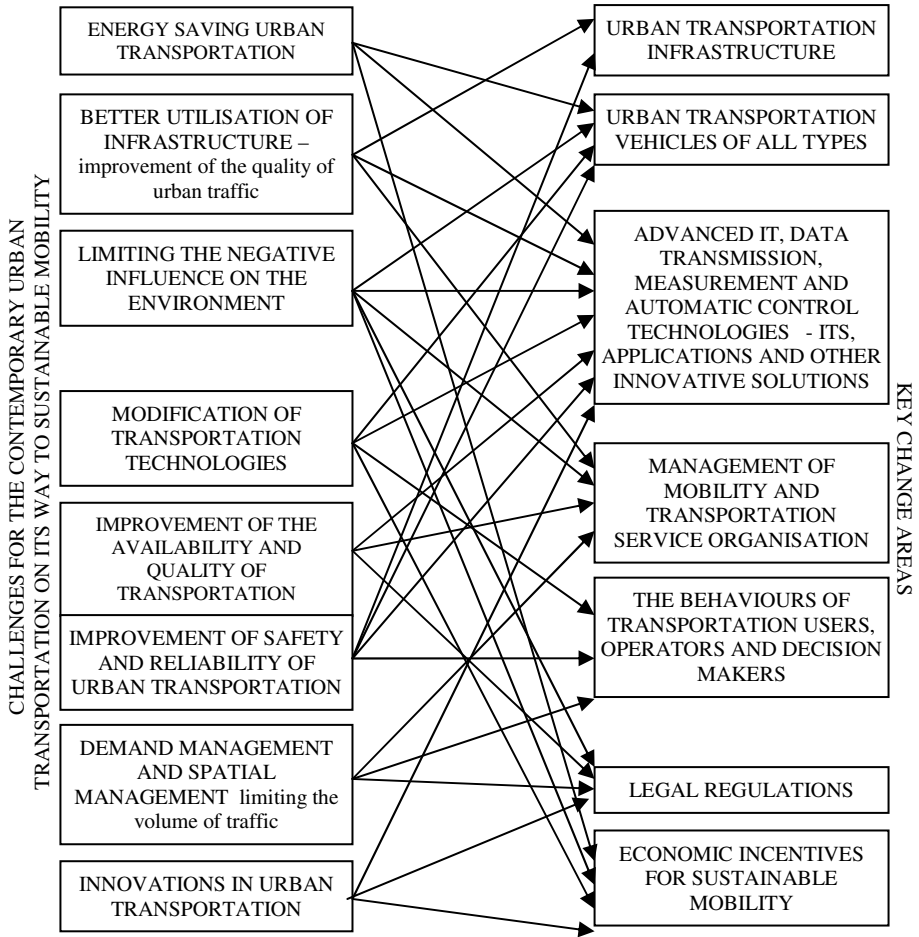 CHALLENGES FOR THE CONTEMPORARY URBAN
TRANSPORTATION ON ITS WAY TO SUSTAINABLE MOBILITY
ENERGY SAVING URBAN
TRANSPORTATION
BETTER UTILISATION OF
INFRASTRUCTURE –
improvement of the quality of
urban traffic
LIMITING THE NEGATIVE
INFLUENCE ON THE
ENVIRONMENT
MODIFICATION OF
TRANSPORTATION
TECHNOLOGIES
IMPROVEMENT OF THE
AVAILABILITY AND
QUALITY OF
TRANSPORTATION
IMPROVEMENT OF SAFETY
AND RELIABILITY OF
URBAN TRANSPORTATION
DEMAND MANAGEMENT
AND SPATIAL
MANAGEMENT limiting the
volume of traffic
INNOVATIONS IN URBAN
TRANSPORTATION
URBAN TRANSPORTATION
INFRASTRUCTURE
URBAN TRANSPORTATION
VEHICLES OF ALL TYPES
ADVANCED IT, DATA
TRANSMISSION,
MEASUREMENT AND
AUTOMATIC CONTROL
TECHNOLOGIES - ITS,
APPLICATIONS AND OTHER
INNOVATIVE SOLUTIONS
MANAGEMENT OF
MOBILITY AND
TRANSPORTATION
SERVICE ORGANISATION
THE BEHAVIOURS OF
TRANSPORTATION USERS,
OPERATORS AND DECISION
MAKERS
LEGAL REGULATIONS
ECONOMIC INCENTIVES
FOR SUSTAINABLE
MOBILITY
KEY CHANGE AREAS